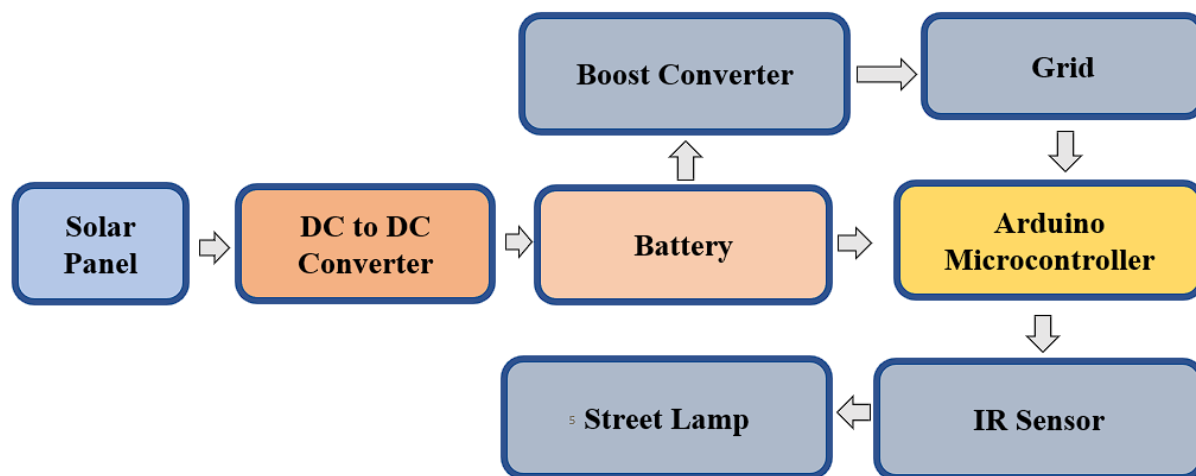 Boost Converter
Grid
Solar
Panel
DC to DC
Converter
Battery
Arduino
Microcontroller
5 Street Lamp
IR Sensor